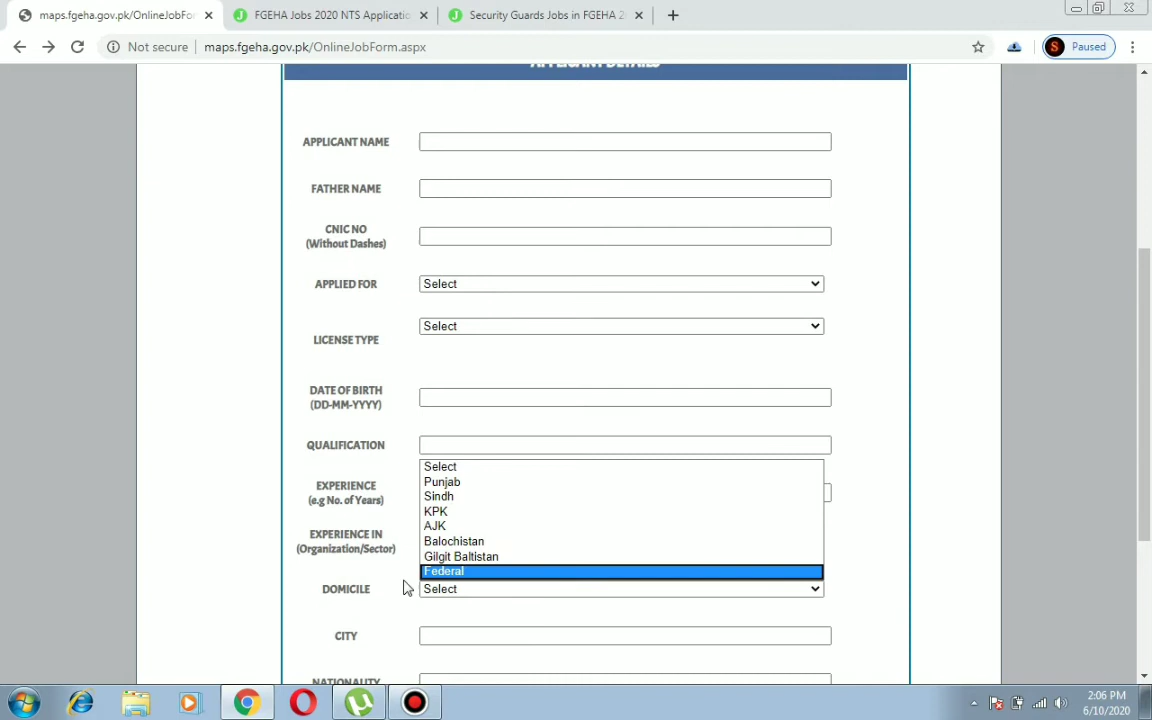 maps.fgeha.gov.pk/OnlineJobFor
FGEHA Jobs 2020 NTS Applicatio
Security Guards Jobs in FGEHA 2
Not secure
maps.fgeha.gov.pk/OnlineJobForm.aspx
S
Paused
APPLICANT DETAILS
APPLICANT NAME
FATHER NAME
CNIC NO
(Without Dashes)
APPLIED FOR
Select
LICENSE TYPE
Select
DATE OF BIRTH
(DD-MM-YYYY)
QUALIFICATION
EXPERIENCE
(e.g No. of Years)
Select
Punjab
Sindh
KPK
AJK
Balochistan
Gilgit Baltistan
Federal
EXPERIENCE IN
(Organization/Sector)
DOMICILE
Select
CITY
NATIONALITY
2:06 PM
6/10/2020